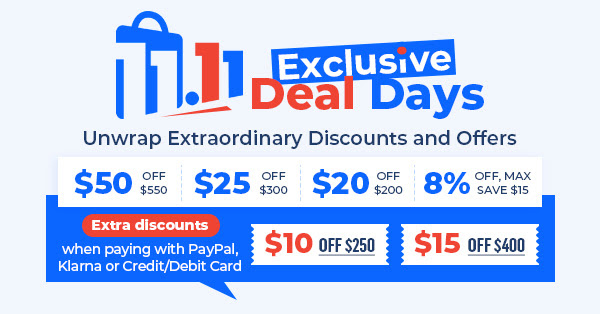 11.11
Exclusive
Deal Days
Unwrap Extraordinary Discounts and Offers
$50 OFF $550
$25 OFF $300
$20 OFF $200
8% OFF, MAX SAVE $15
Extra discounts
when paying with PayPal,
Klarna or Credit/Debit Card
$10 OFF $250
$15 OFF $400